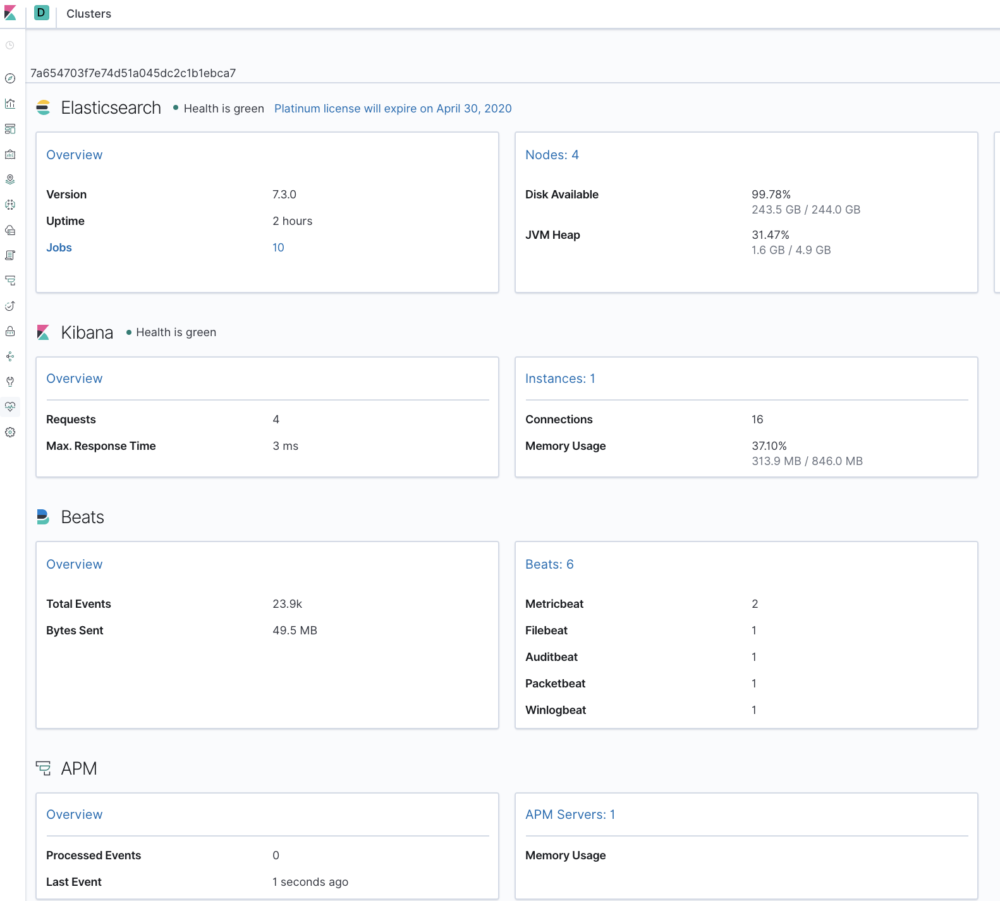 D Clusters
7a654703f7e74d51a045dc2c1b1ebca7
Elasticsearch Health is green Platinum license will expire on April 30, 2020
Overview
Version 7.3.0
Uptime 2 hours
Jobs 10
Nodes: 4
Disk Available 99.78%
243.5 GB / 244.0 GB
JVM Heap 31.47%
1.6 GB / 4.9 GB
Kibana Health is green
Overview
Requests 4
Max. Response Time 3 ms
Instances: 1
Connections 16
Memory Usage 37.10%
313.9 MB / 846.0 MB
Beats
Overview
Total Events 23.9k
Bytes Sent 49.5 MB
Beats: 6
Metricbeat 2
Filebeat 1
Auditbeat 1
Packetbeat 1
Winlogbeat 1
APM
Overview
Processed Events 0
Last Event 1 seconds ago
APM Servers: 1
Memory Usage